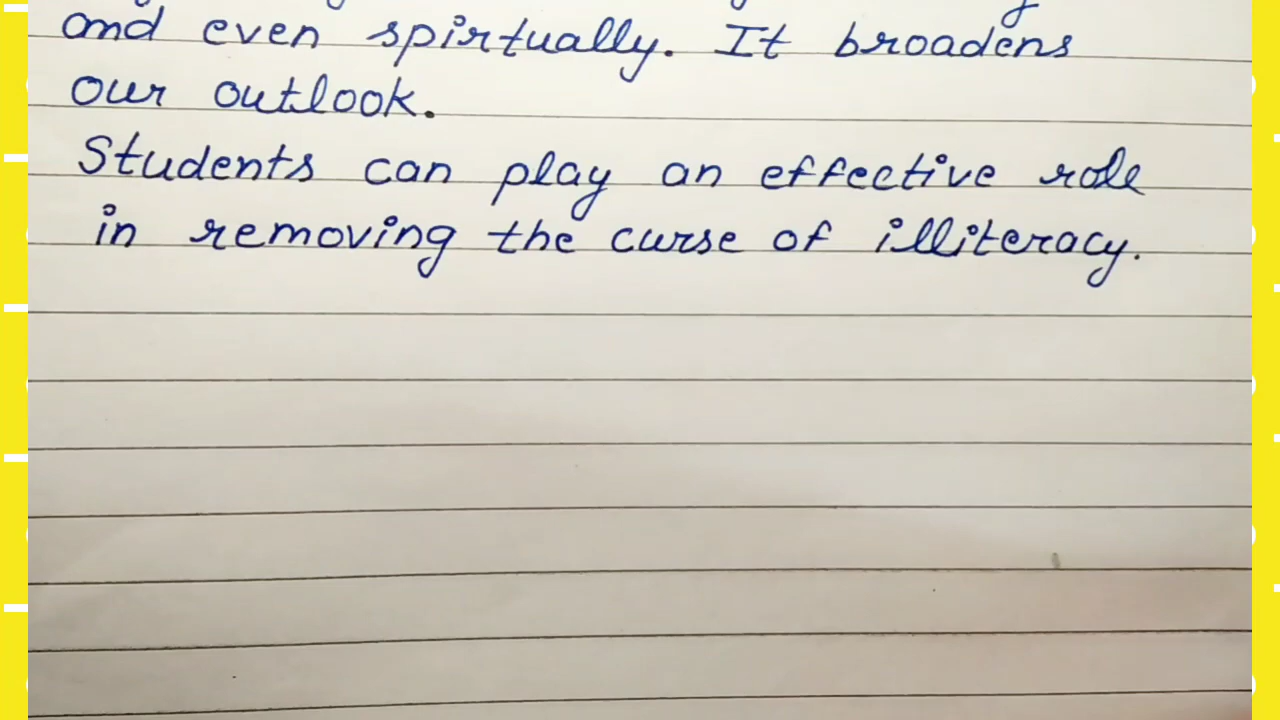 and even spirtually. It broadens
our outlook.
Students can play an effective role
in removing the curse of illiteracy.